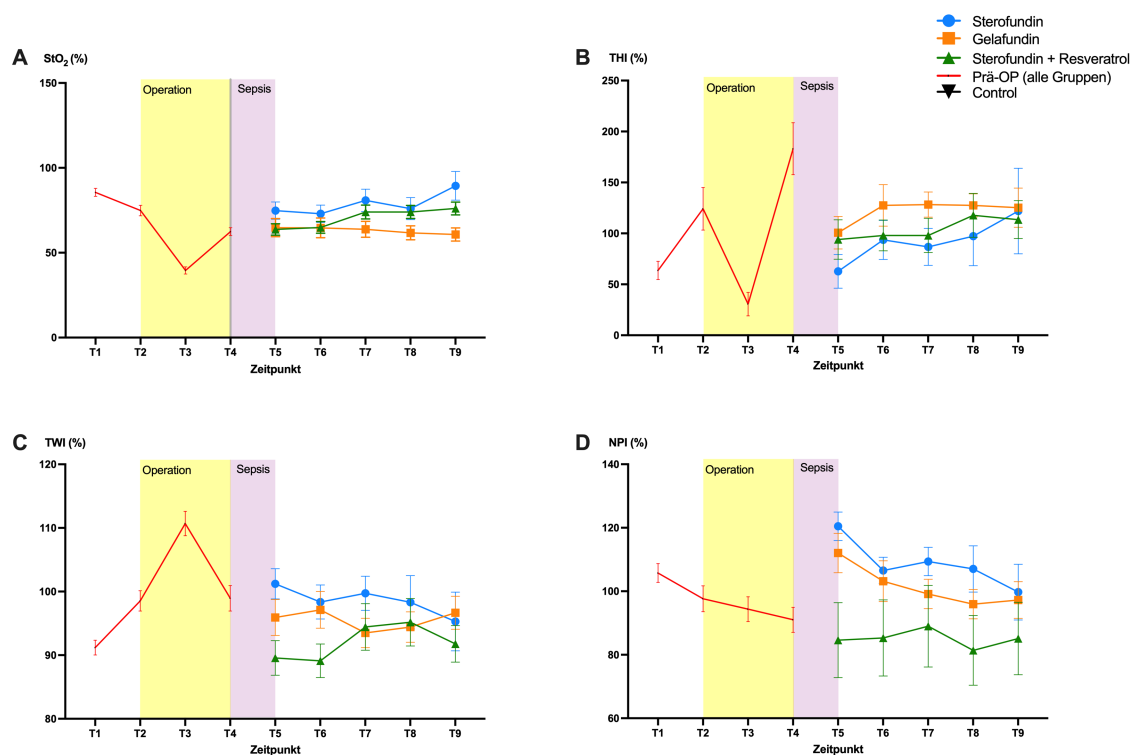 Sterofundin
Gelafundin
Sterofundin + Resveratrol
Prä-OP (alle Gruppen)
Control
A StO₂ (%)
Operation Sepsis
150
100
50
0
T1 T2 T3 T4 T5 T6 T7 T8 T9
Zeitpunkt
B THI (%)
Operation Sepsis
250
200
150
100
50
0
T1 T2 T3 T4 T5 T6 T7 T8 T9
Zeitpunkt
C TWI (%)
Operation Sepsis
120
110
100
90
80
T1 T2 T3 T4 T5 T6 T7 T8 T9
Zeitpunkt
D NPI (%)
Operation Sepsis
140
120
100
80
60
T1 T2 T3 T4 T5 T6 T7 T8 T9
Zeitpunkt